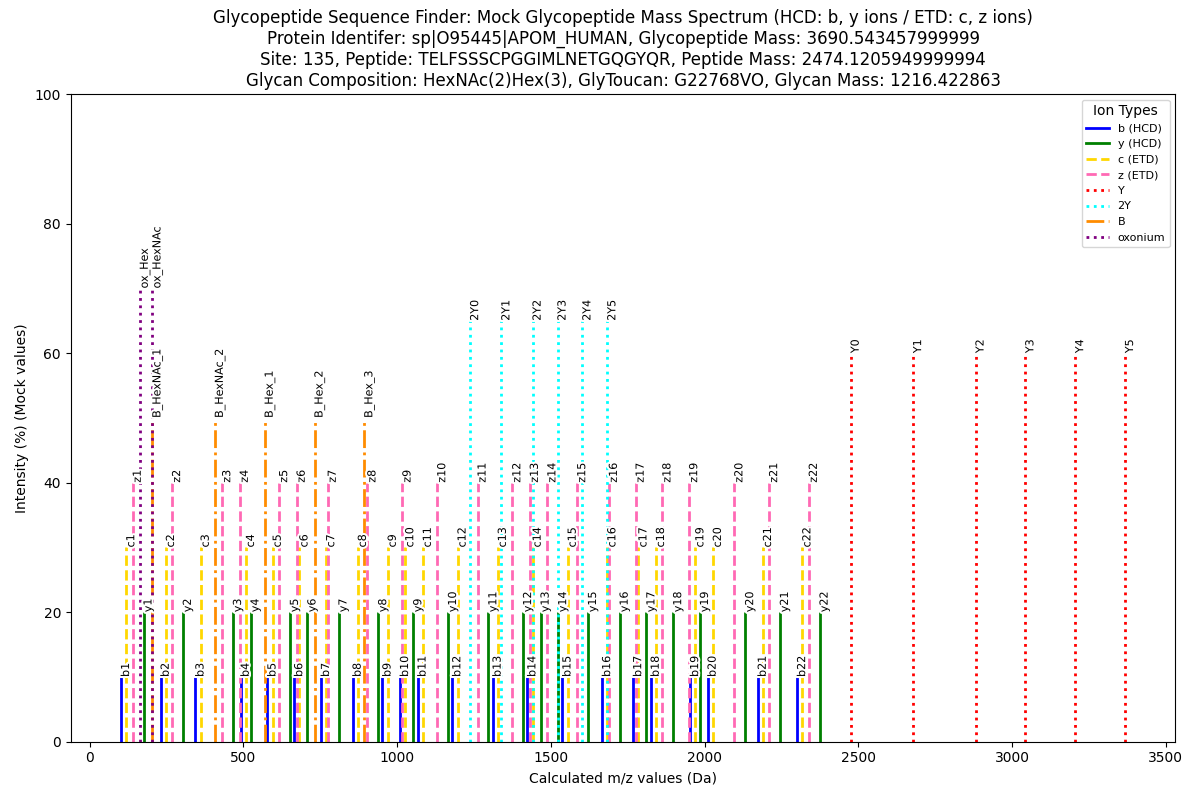 Glycopeptide Sequence Finder: Mock Glycopeptide Mass Spectrum (HCD: b, y ions / ETD: c, z ions)
Protein Identifer: sp|O95445|APOM_HUMAN, Glycopeptide Mass: 3690.543457999999
Site: 135, Peptide: TELFSSSCPGGIMLNETGQGYQR, Peptide Mass: 2474.1205949999994
Glycan Composition: HexNAc(2)Hex(3), GlyToucan: G22768VO, Glycan Mass: 1216.422863
Intensity (%) (Mock values)
100
80
60
40
20
0
Ion Types
b (HCD)
y (HCD)
c (ETD)
z (ETD)
Y
2Y
B
oxonium
ox_Hex
ox_HexNAc
2Y0
2Y1
2Y2
2Y3
2Y4
2Y5
Y0
Y1
Y2
Y3
Y4
Y5
B_HexNAc_1
B_HexNAc_2
B_Hex_1
B_Hex_2
B_Hex_3
z1
z2
z3
z4
z5
z6
z7
z8
z9
z10
z11
z12
z13
z14
z15
z16
z17
z18
z19
z20
z21
z22
c1
c2
c3
c4
c5
c6
c7
c8
c9
c10
c11
c12
c13
c14
c15
c16
c17
c18
c19
c20
c21
c22
y1
y2
y3
y4
y5
y6
y7
y8
y9
y10
y11
y12
y13
y14
y15
y16
y17
y18
y19
y20
y21
y22
b1
b2
b3
b4
b5
b6
b7
b8
b9
b10
b11
b12
b13
b14
b15
b16
b17
b18
b19
b20
b21
b22
0
500
1000
1500
2000
2500
3000
3500
Calculated m/z values (Da)